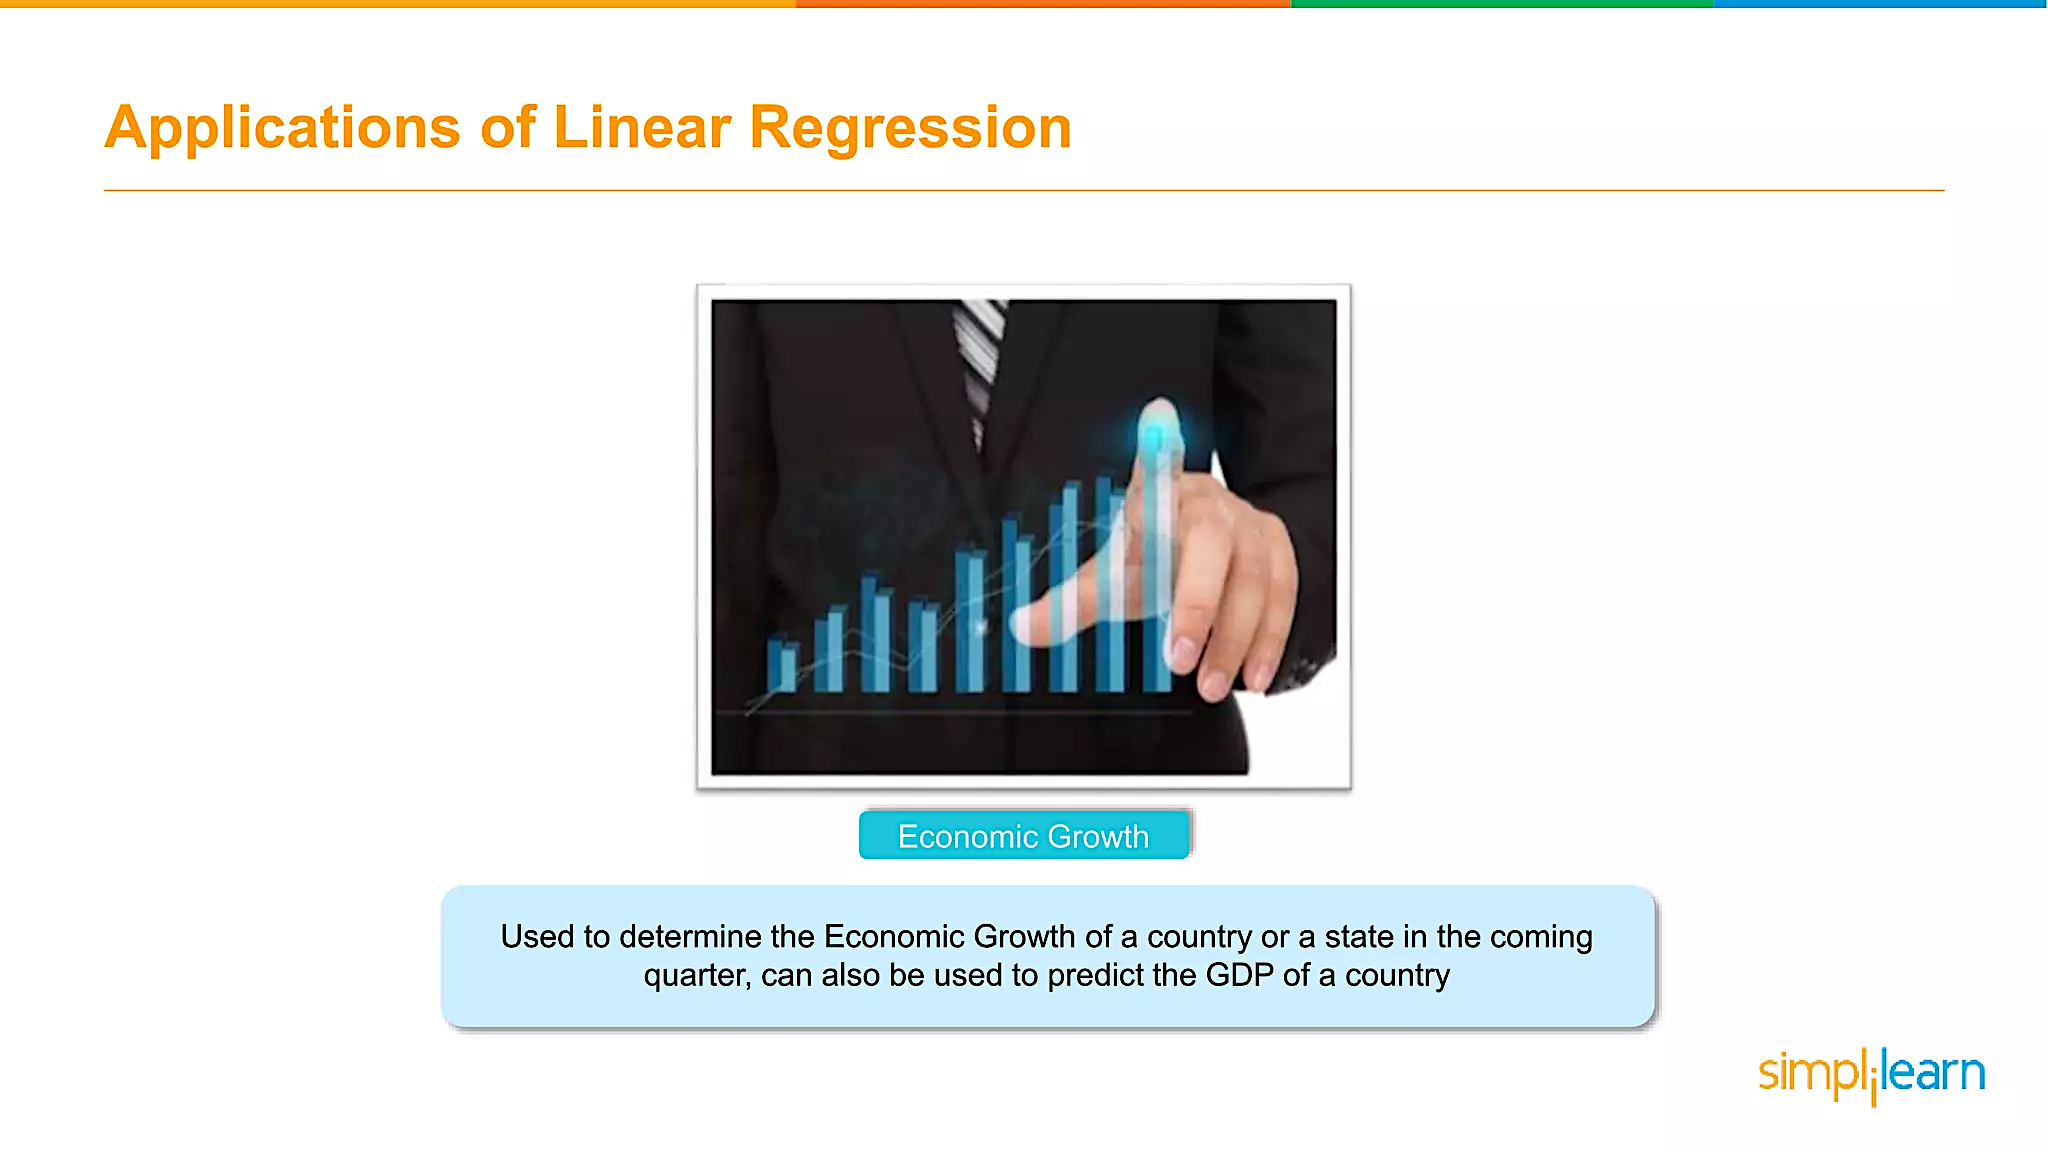 Applications of Linear Regression
Economic Growth
Used to determine the Economic Growth of a country or a state in the coming
quarter, can also be used to predict the GDP of a country
simplilearn